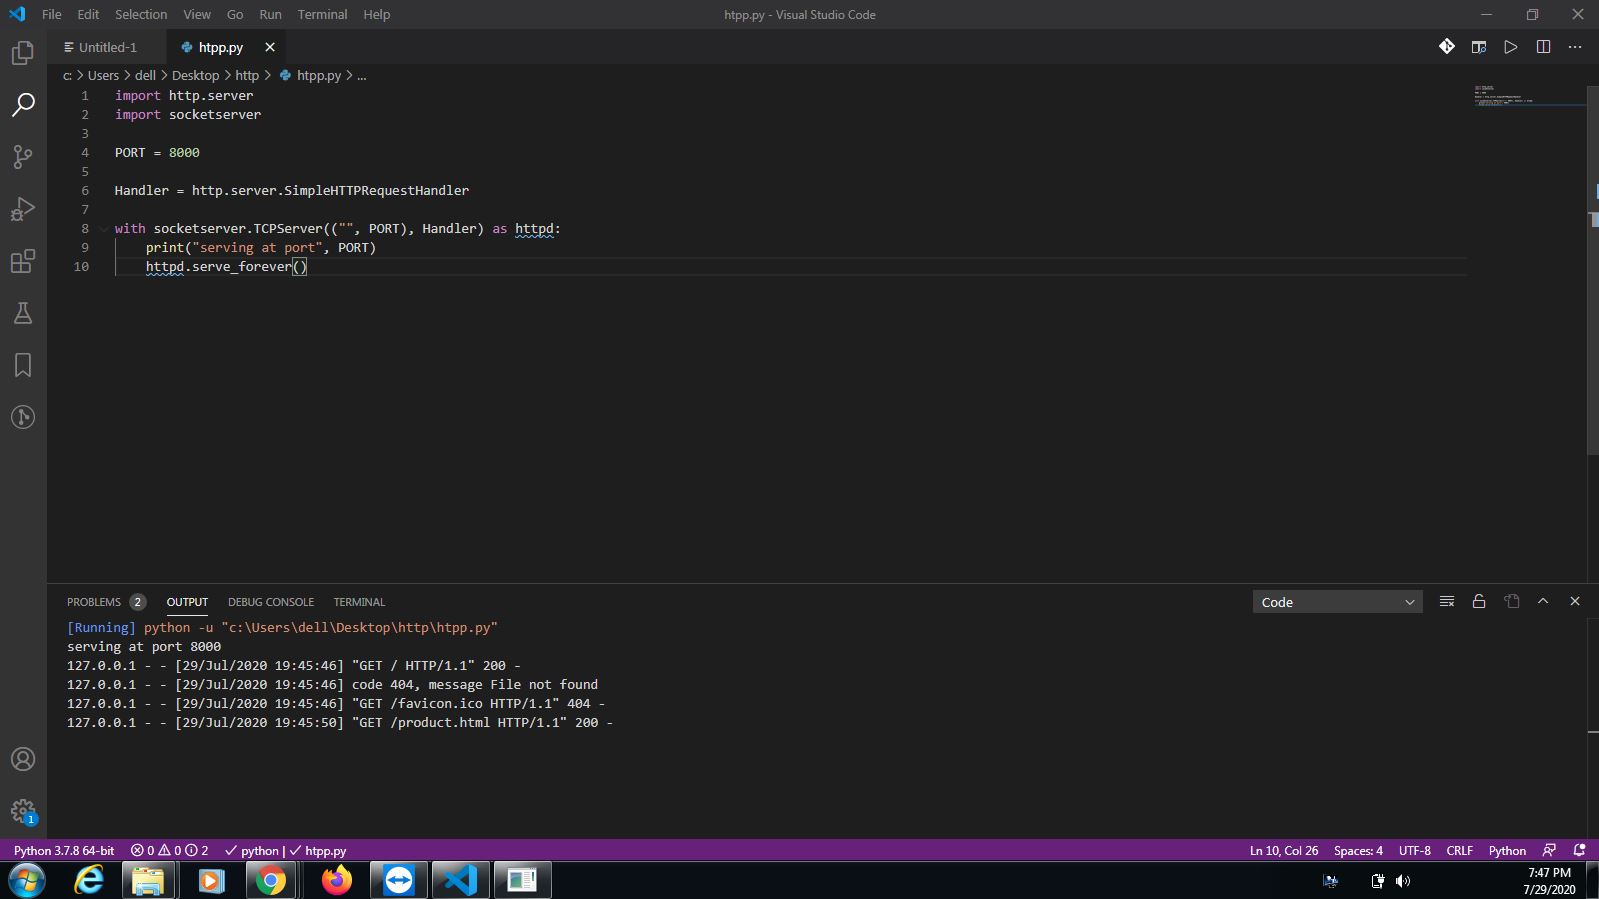 File Edit Selection View Go Run Terminal Help
htpp.py - Visual Studio Code
Untitled-1
htpp.py
c: > Users > dell > Desktop > http > htpp.py > ...
1 import http.server
2 import socketserver
3
4 PORT = 8000
5
6 Handler = http.server.SimpleHTTPRequestHandler
7
8 with socketserver.TCPServer(("", PORT), Handler) as httpd:
9 print("serving at port", PORT)
10 httpd.serve_forever()
PROBLEMS 2 OUTPUT DEBUG CONSOLE TERMINAL
Code
[Running] python -u "c:\Users\dell\Desktop\http\htpp.py"
serving at port 8000
127.0.0.1 - - [29/Jul/2020 19:45:46] "GET / HTTP/1.1" 200 -
127.0.0.1 - - [29/Jul/2020 19:45:46] code 404, message File not found
127.0.0.1 - - [29/Jul/2020 19:45:46] "GET /favicon.ico HTTP/1.1" 404 -
127.0.0.1 - - [29/Jul/2020 19:45:50] "GET /product.html HTTP/1.1" 200 -
1
Python 3.7.8 64-bit 0 0 2 python | htpp.py
Ln 10, Col 26 Spaces: 4 UTF-8 CRLF Python
7:47 PM
7/29/2020